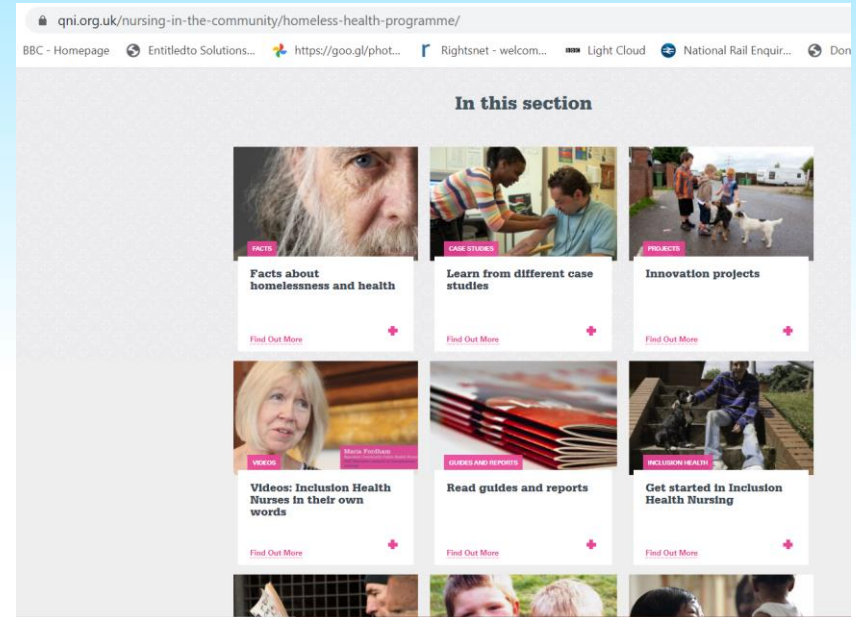 qni.org.uk/nursing-in-the-community/homeless-health-programme/
BBC - Homepage Entitledto Solutions... https://goo.gl/phot... Rightsnet - welcom... Light Cloud National Rail Enquir... Don
In this section
FACTS
Facts about
homelessness and health
Find Out More
CASE STUDIES
Learn from different case
studies
Find Out More
PROJECTS
Innovation projects
Find Out More
Maria Fordham
VIDEOS
Videos: Inclusion Health
Nurses in their own
words
Find Out More
GUIDES AND REPORTS
Read guides and reports
Find Out More
INCLUSION HEALTH
Get started in Inclusion
Health Nursing
Find Out More